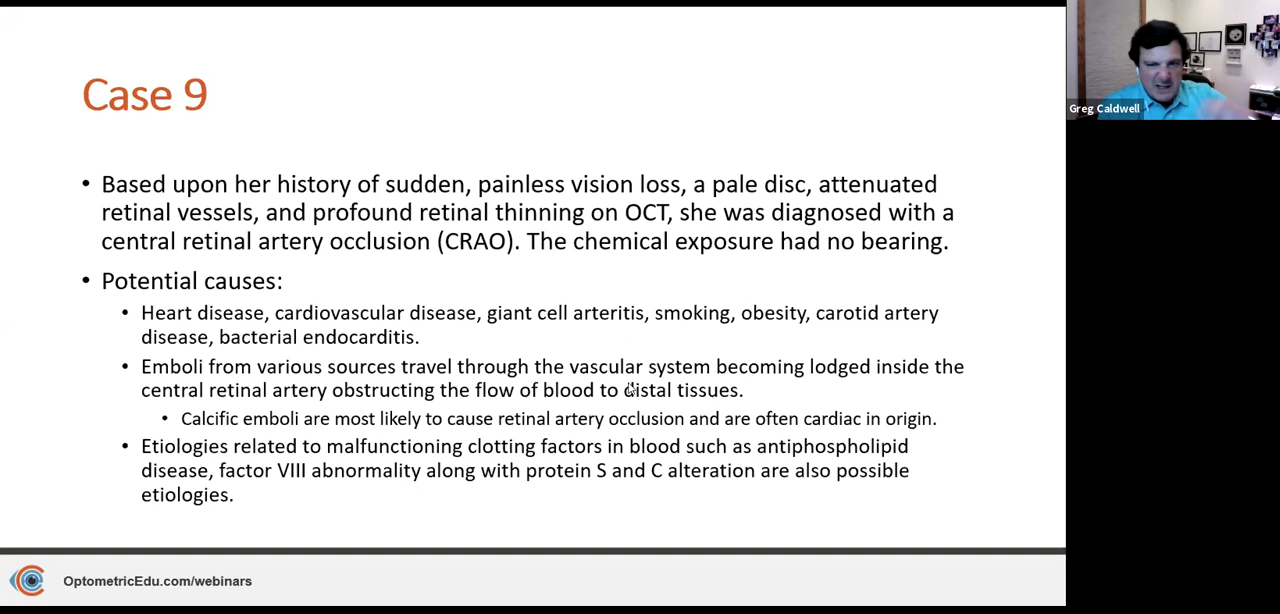 Case 9
Greg Caldwell
• Based upon her history of sudden, painless vision loss, a pale disc, attenuated
retinal vessels, and profound retinal thinning on OCT, she was diagnosed with a
central retinal artery occlusion (CRAO). The chemical exposure had no bearing.
• Potential causes:
• Heart disease, cardiovascular disease, giant cell arteritis, smoking, obesity, carotid artery
disease, bacterial endocarditis.
• Emboli from various sources travel through the vascular system becoming lodged inside the
central retinal artery obstructing the flow of blood to distal tissues.
• Calcific emboli are most likely to cause retinal artery occlusion and are often cardiac in origin.
• Etiologies related to malfunctioning clotting factors in blood such as antiphospholipid
disease, factor VIII abnormality along with protein S and C alteration are also possible
etiologies.
OptometricEdu.com/webinars